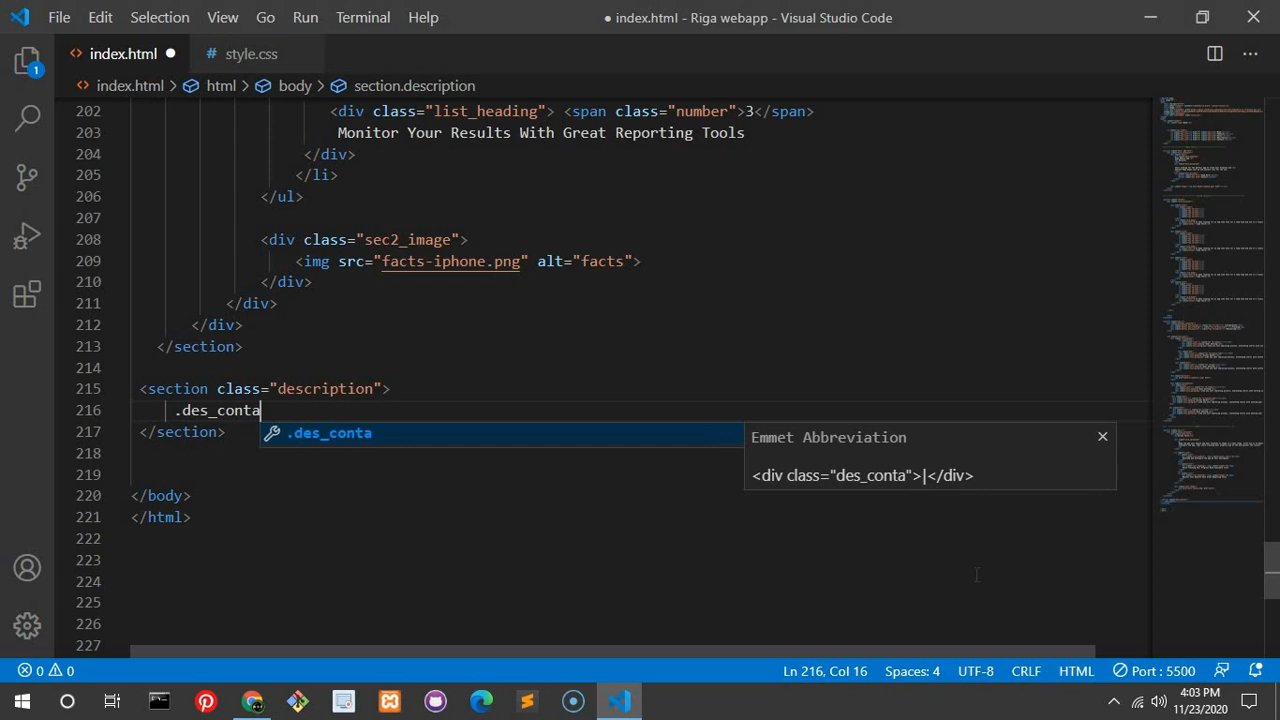 File Edit Selection View Go Run Terminal Help
● index.html - Riga webapp - Visual Studio Code
index.html ●
# style.css
index.html > html > body > section.description
1
202 <div class="list_heading"> <span class="number">3</span>
203 Monitor Your Results With Great Reporting Tools
204 </div>
205 </li>
206 </ul>
207
208 <div class="sec2_image">
209 <img src="facts-iphone.png" alt="facts">
210 </div>
211 </div>
212 </div>
213 </section>
214
215 <section class="description">
216 .des_conta
217 </section>
218
219
220 </body>
221 </html>
222
223
224
225
226
227
.des_conta
Emmet Abbreviation
<div class="des_conta">|</div>
0 0
Ln 216, Col 16 Spaces: 4 UTF-8 CRLF HTML Port : 5500
4:03 PM
11/23/2020